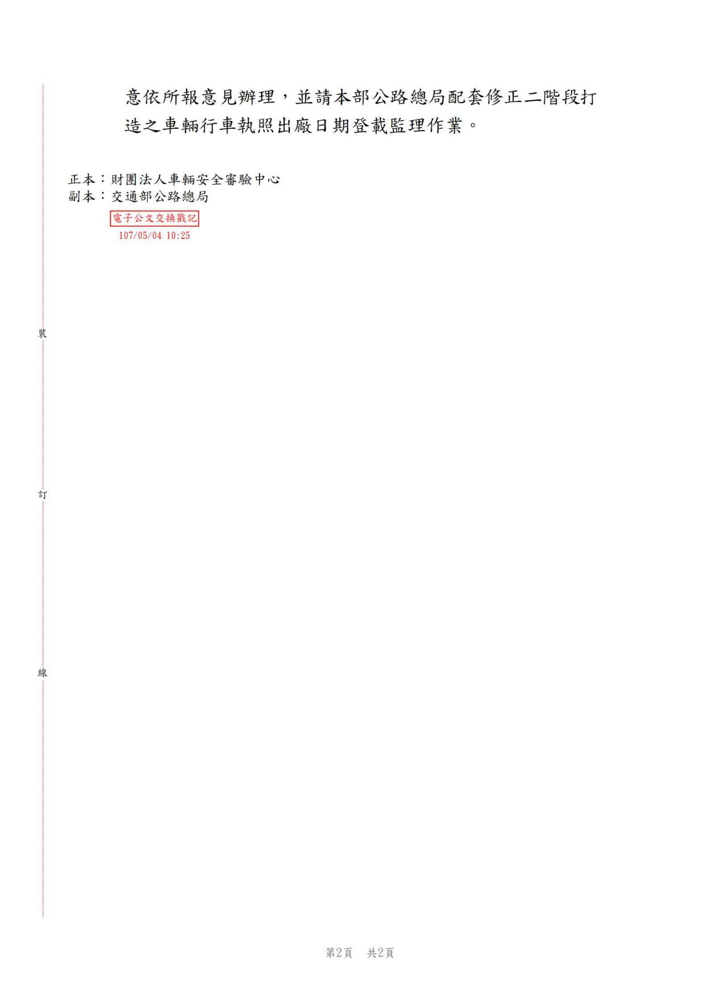 意依所報意見辦理，並請本部公路總局配套修正二階段打
造之車輛行車執照出廠日期登載監理作業。
正本：財團法人車輛安全審驗中心
副本：交通部公路總局
電子公文交換戳記
107/05/04 10:25
裝
訂
線
第2頁 共2頁